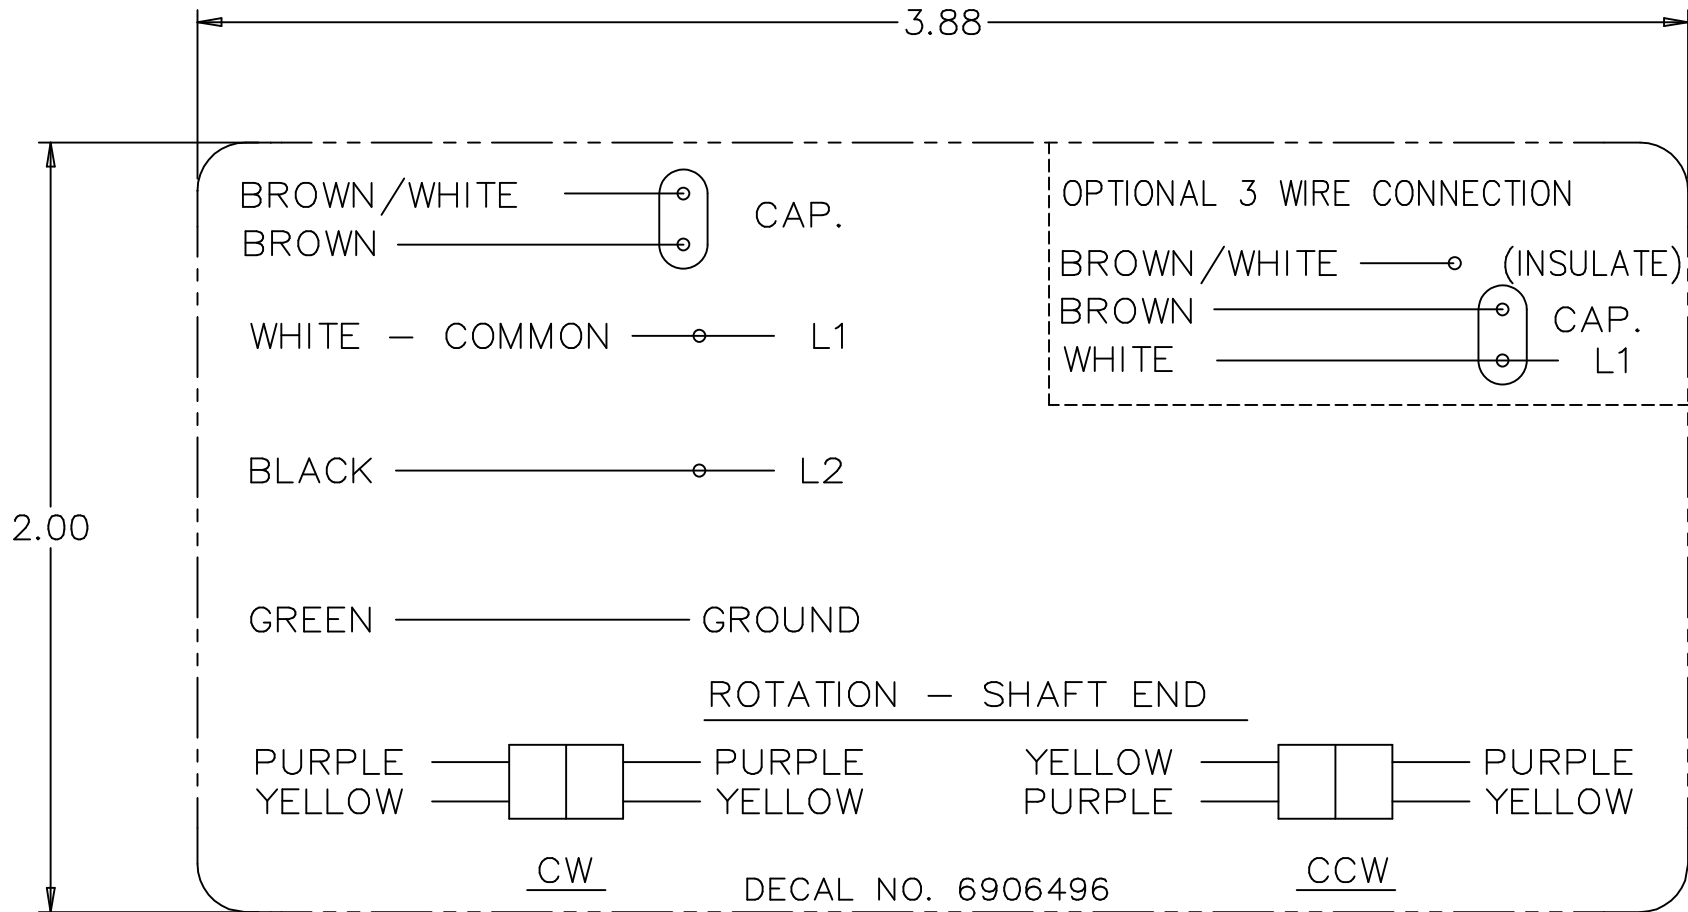 3.88
BROWN/WHITE
BROWN
CAP.
WHITE - COMMON L1
BLACK L2
2.00
GREEN GROUND
OPTIONAL 3 WIRE CONNECTION
BROWN/WHITE (INSULATE)
BROWN
CAP.
WHITE L1
ROTATION - SHAFT END
PURPLE PURPLE
YELLOW YELLOW
CW
YELLOW PURPLE
PURPLE YELLOW
CCW
DECAL NO. 6906496